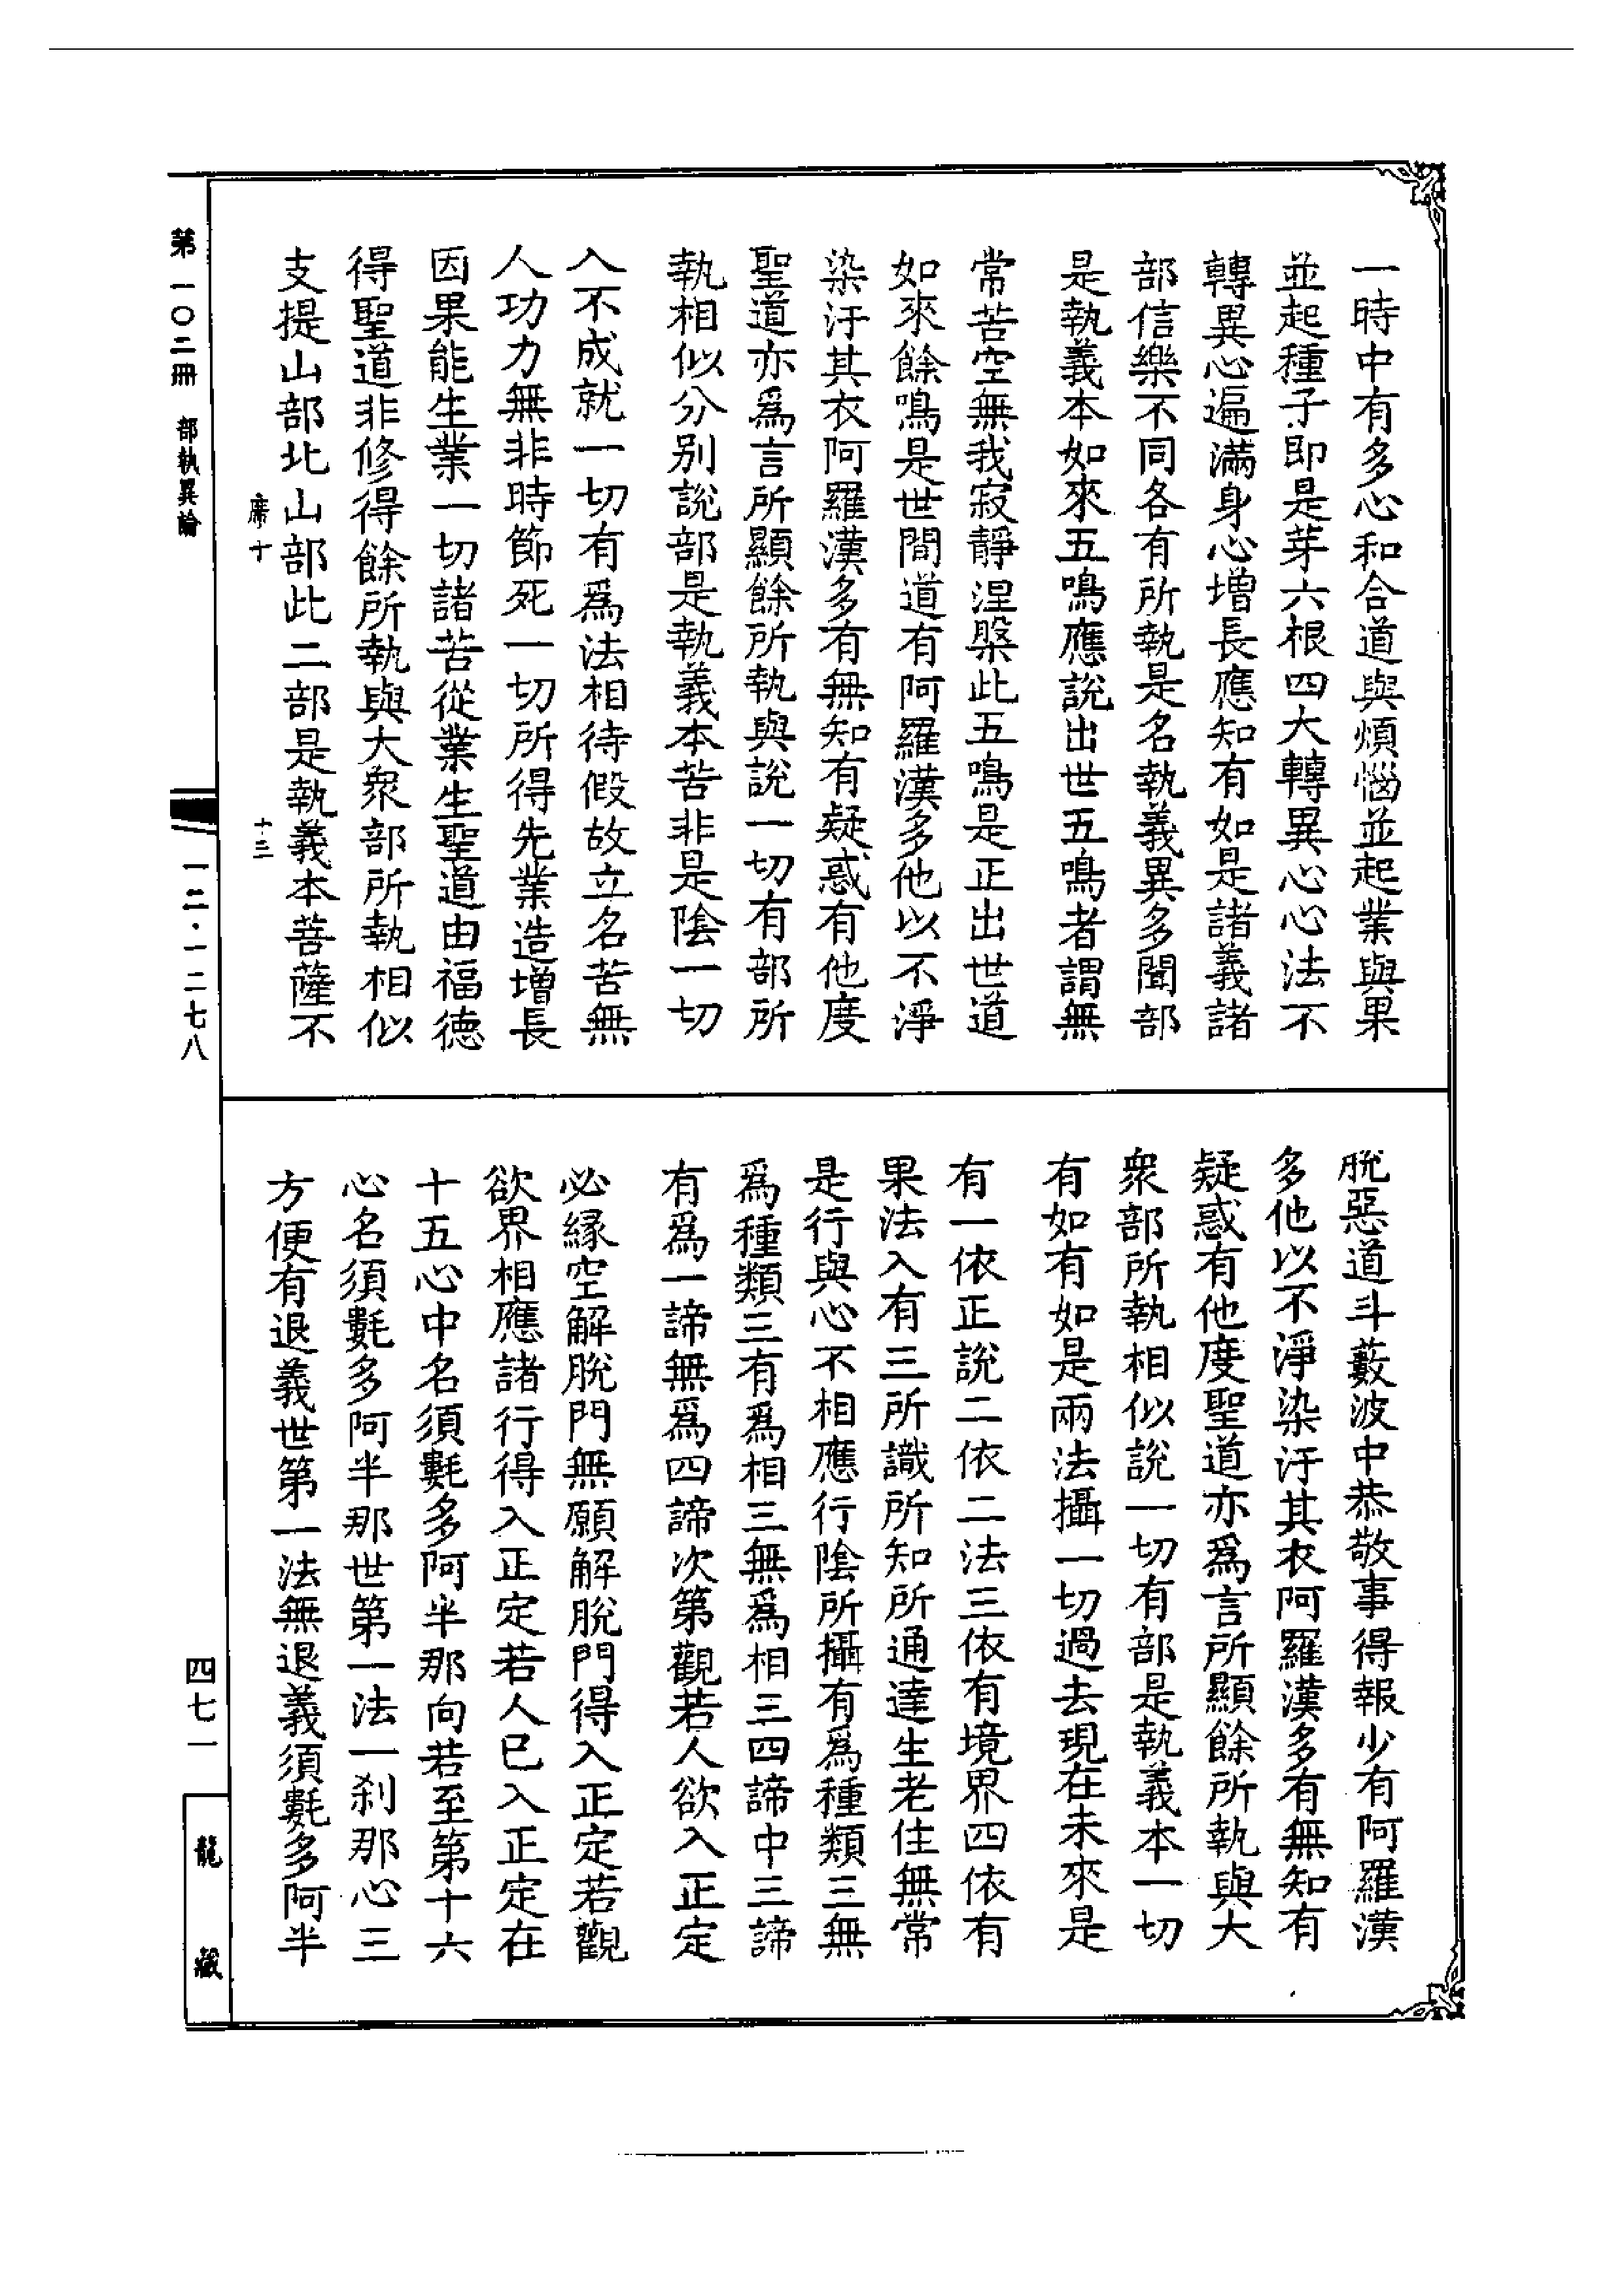 一時中有多心和合道與煩惱並起業與果
並起種子即是芽六根四大轉異心心法不
轉異心遍滿身心增長應知有如是諸義諸
部信樂不同各有所執是名執義異多聞部
是執義本如來五鳴應說出世五鳴者謂無
常苦空無我寂靜涅槃此五鳴是正出世道
如來餘鳴是世間道有阿羅漢多他以不淨
染汙其衣阿羅漢多有無知有疑惑有他度
聖道亦爲言所顯餘所執與說一切有部所
執相似分別說部是執義本苦非是陰一切
入不成就一切有爲法相待假故立名苦無
人功力無非時節死一切所得先業造增長
因果能生業一切諸苦從業生聖道由福德
得聖道非修得餘所執與大衆部所執相似
支提山部北山部此二部是執義本菩薩不
席十
十三
脫惡道斗藪波中恭敬事得報少有阿羅漢
多他以不淨染汙其衣阿羅漢多有無知有
疑惑有他度聖道亦爲言所顯餘所執與大
衆部所執相似說一切有部是執義本一切
有如有如是兩法攝一切過去現在未來是
有一依正說二依二法三依有境界四依有
果法入有三所識所知所通達生老住無常
是行與心不相應行陰所攝有爲種類三無
爲種類三有爲相三無爲相三四諦中三諦
有爲一諦無爲四諦次第觀若人欲入正定
必緣空解脫門無願解脫門得入正定若觀
欲界相應諸行得入正定若人已入正定在
十五心中名須氀多阿半那向若至第十六
心名須氀多阿半那世第一法一刹那心三
方便有退義世第一法無退義須氀多阿半
第一〇二冊 部執異論
一二·一二七八
四七一
龍藏